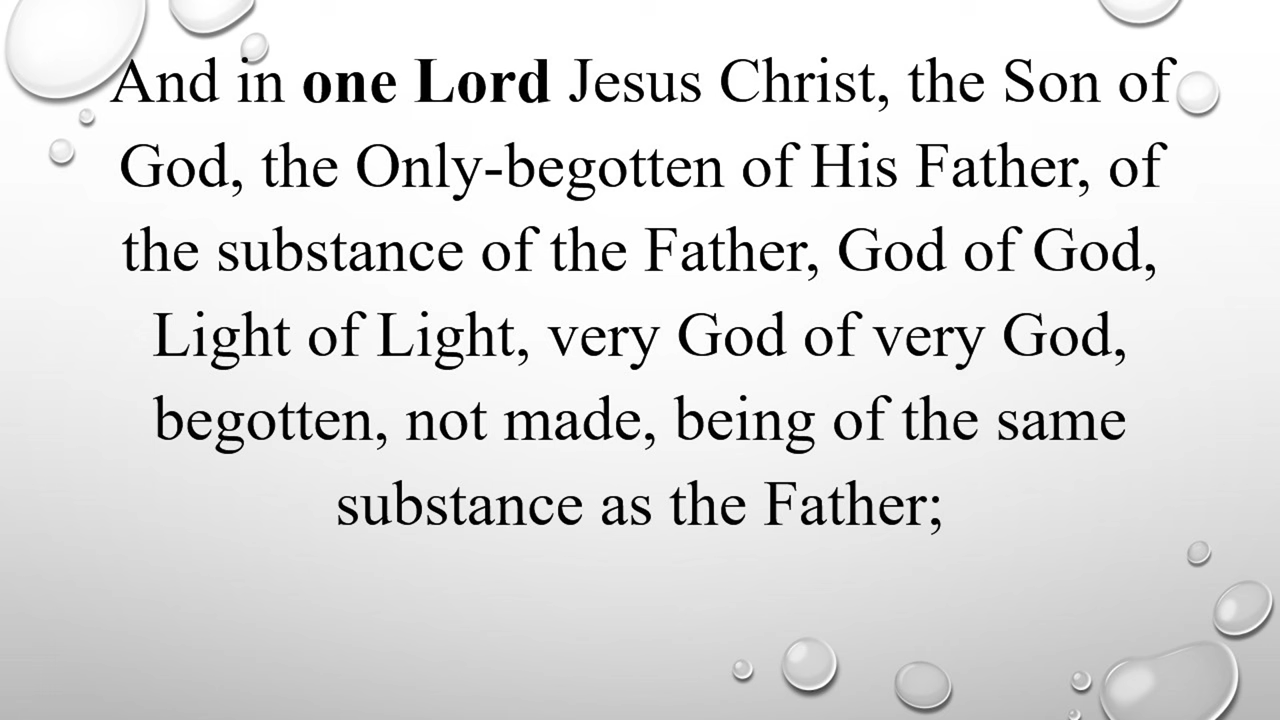 And in one Lord Jesus Christ, the Son of
God, the Only-begotten of His Father, of
the substance of the Father, God of God,
Light of Light, very God of very God,
begotten, not made, being of the same
substance as the Father;